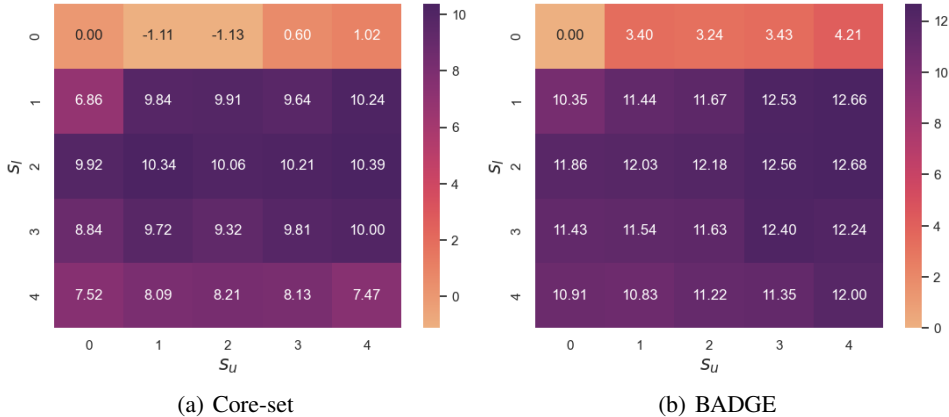 0 0.00 -1.11 -1.13 0.60 1.02
1 6.86 9.84 9.91 9.64 10.24
2 9.92 10.34 10.06 10.21 10.39
3 8.84 9.72 9.32 9.81 10.00
4 7.52 8.09 8.21 8.13 7.47
0 1 2 3 4
s_l
s_u
10
8
6
4
2
0
(a) Core-set
0 0.00 3.40 3.24 3.43 4.21
1 10.35 11.44 11.67 12.53 12.66
2 11.86 12.03 12.18 12.56 12.68
3 11.43 11.54 11.63 12.40 12.24
4 10.91 10.83 11.22 11.35 12.00
0 1 2 3 4
s_l
s_u
12
10
8
6
4
2
0
(b) BADGE